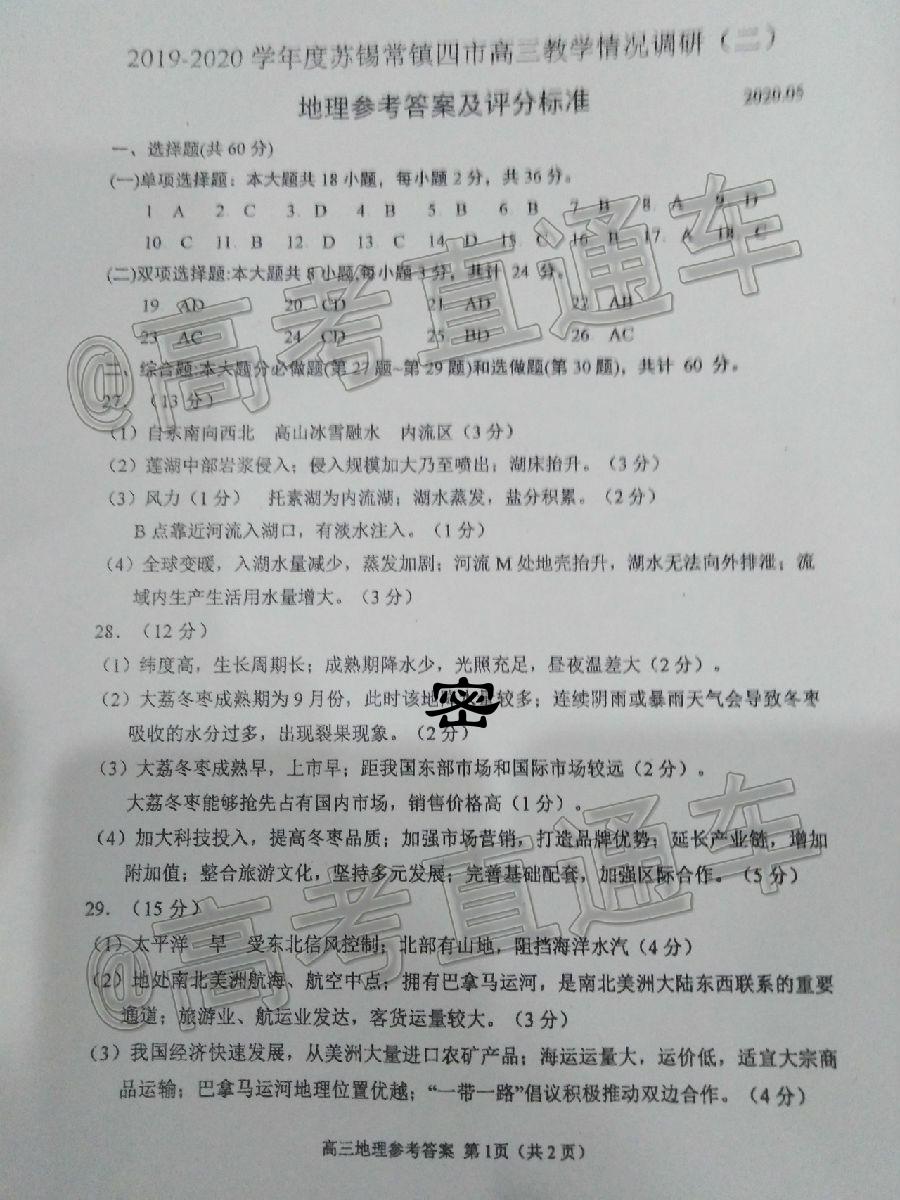 2019-2020 学年度苏锡常镇四市高三教学情况调研（二）
地理参考答案及评分标准 2020.05
一、选择题(共 60 分)
(一)单项选择题：本大题共 18 小题，每小题 2 分，共 36 分。
1 A 2 C 3 D 4 B 5 B 6 B 7 B 8 A 9 D
10 C 11 B 12 D 13 C 14 D 15 C 16 B 17 A 18 C
(二)双项选择题:本大题共 8 小题,每小题 3 分，共计 24 分。
19 AD 20 CD 21 AD 22 AB
23 AC 24 CD 25 BD 26 AC
二、综合题:本大题分必做题(第 27 题~第 29 题)和选做题(第 30 题)，共计 60 分。
27．（13 分）
（1）自东南向西北 高山冰雪融水 内流区（3 分）
（2）莲湖中部岩浆侵入；侵入规模加大乃至喷出；湖床抬升。（3 分）
（3）风力（1 分） 托素湖为内流湖；湖水蒸发，盐分积累。（2 分）
B 点靠近河流入湖口，有淡水注入。（1 分）
（4）全球变暖，入湖水量减少，蒸发加剧；河流 M 处地壳抬升，湖水无法向外排泄；流
域内生产生活用水量增大。（3 分）
28．（12 分）
（1）纬度高，生长周期长；成熟期降水少，光照充足，昼夜温差大（2 分）。
（2）大荔冬枣成熟期为 9 月份，此时该地较多；连续阴雨或暴雨天气会导致冬枣
密
吸收的水分过多，出现裂果现象。（2 分）
（3）大荔冬枣成熟早，上市早；距我国东部市场和国际市场较远（2 分）。
大荔冬枣能够抢先占有国内市场，销售价格高（1 分）。
（4）加大科技投入，提高冬枣品质；加强市场营销，打造品牌优势；延长产业链，增加
附加值；整合旅游文化，坚持多元发展；完善基础配套，加强区际合作。（5 分）
29．（15 分）
（1）太平洋 旱 受东北信风控制；北部有山地，阻挡海洋水汽（4 分）
（2）地处南北美洲航海、航空中点；拥有巴拿马运河，是南北美洲大陆东西联系的重要
通道；旅游业、航运业发达，客货运量较大。（3 分）
（3）我国经济快速发展，从美洲大量进口农矿产品；海运运量大，运价低，适宜大宗商
品运输；巴拿马运河地理位置优越；“一带一路”倡议积极推动双边合作。（4 分）
高三地理参考答案 第 1页（共 2 页）
@高考直通车
@高考直通车